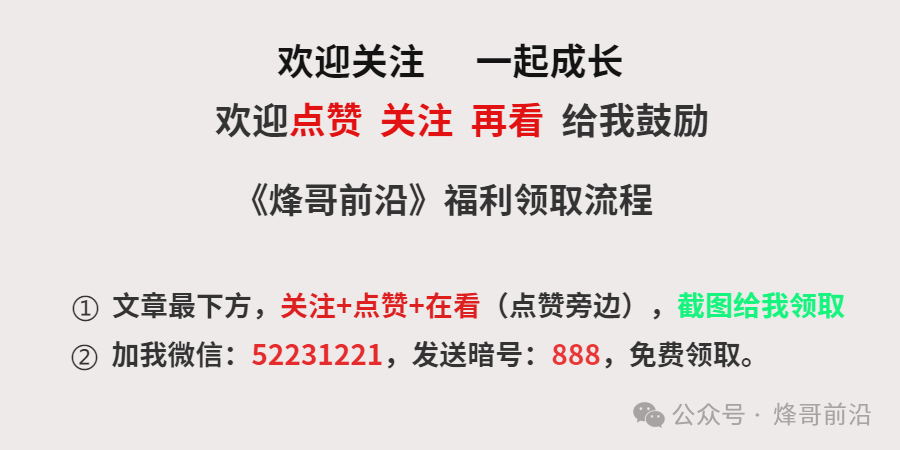 欢迎关注 一起成长
欢迎点赞 关注 再看 给我鼓励
《烽哥前沿》福利领取流程
① 文章最下方，关注+点赞+在看（点赞旁边），截图给我领取
② 加我微信：52231221，发送暗号：888，免费领取。
公众号 · 烽哥前沿